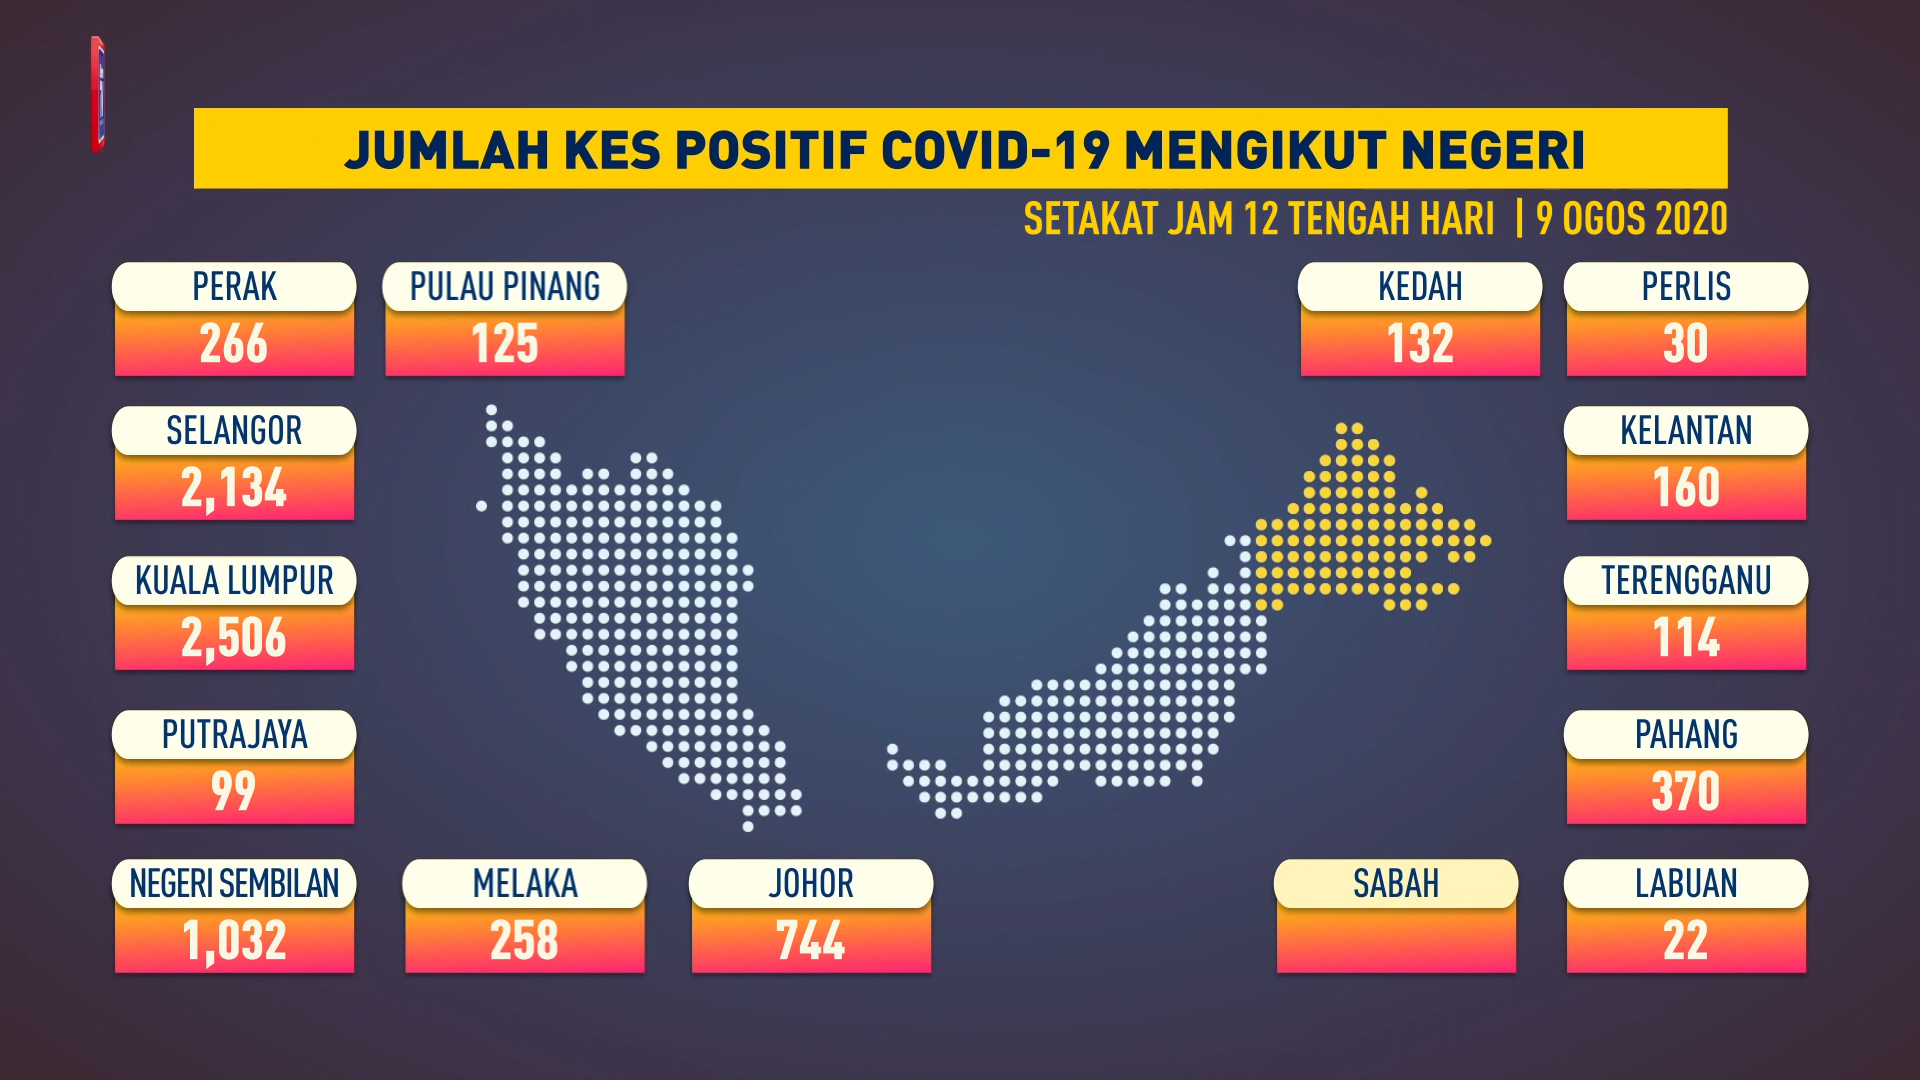 JUMLAH KES POSITIF COVID-19 MENGIKUT NEGERI
SETAKAT JAM 12 TENGAH HARI | 9 OGOS 2020
PERAK
266
PULAU PINANG
125
KEDAH
132
PERLIS
30
SELANGOR
2,134
KELANTAN
160
KUALA LUMPUR
2,506
TERENGGANU
114
PUTRAJAYA
99
PAHANG
370
NEGERI SEMBILAN
1,032
MELAKA
258
JOHOR
744
SABAH
LABUAN
22